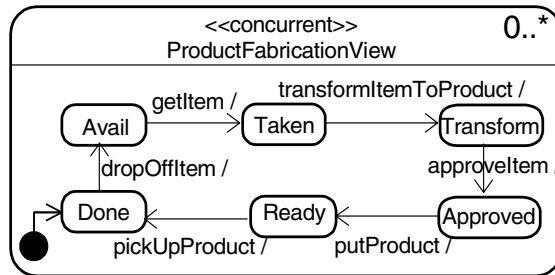 <<concurrent>>
0..*
ProductFabricationView
transformItemToProduct /
getItem /
Avail
Taken
Transform
dropOffItem /
approveItem /
Done
Ready
Approved
pickUpProduct /
putProduct /